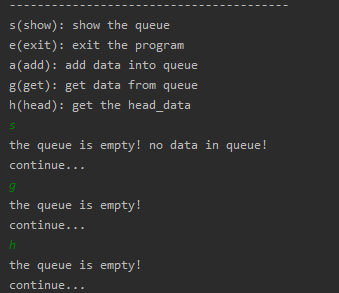 ----------------------------------------
s(show): show the queue
e(exit): exit the program
a(add): add data into queue
g(get): get data from queue
h(head): get the head_data
s
the queue is empty! no data in queue!
continue...
g
the queue is empty!
continue...
h
the queue is empty!
continue...